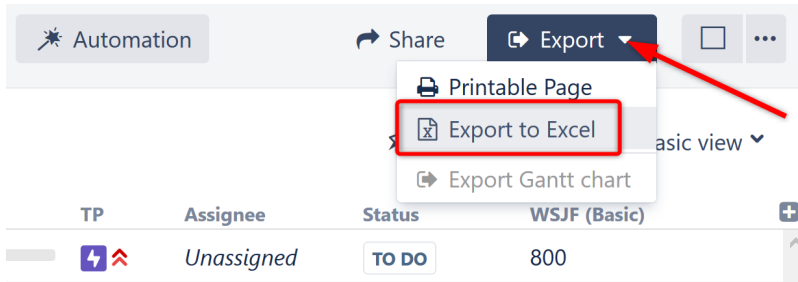 Automation Share Export
Printable Page
Export to Excel
asic view
Export Gantt chart
TP Assignee Status WSJF (Basic)
Unassigned TO DO 800